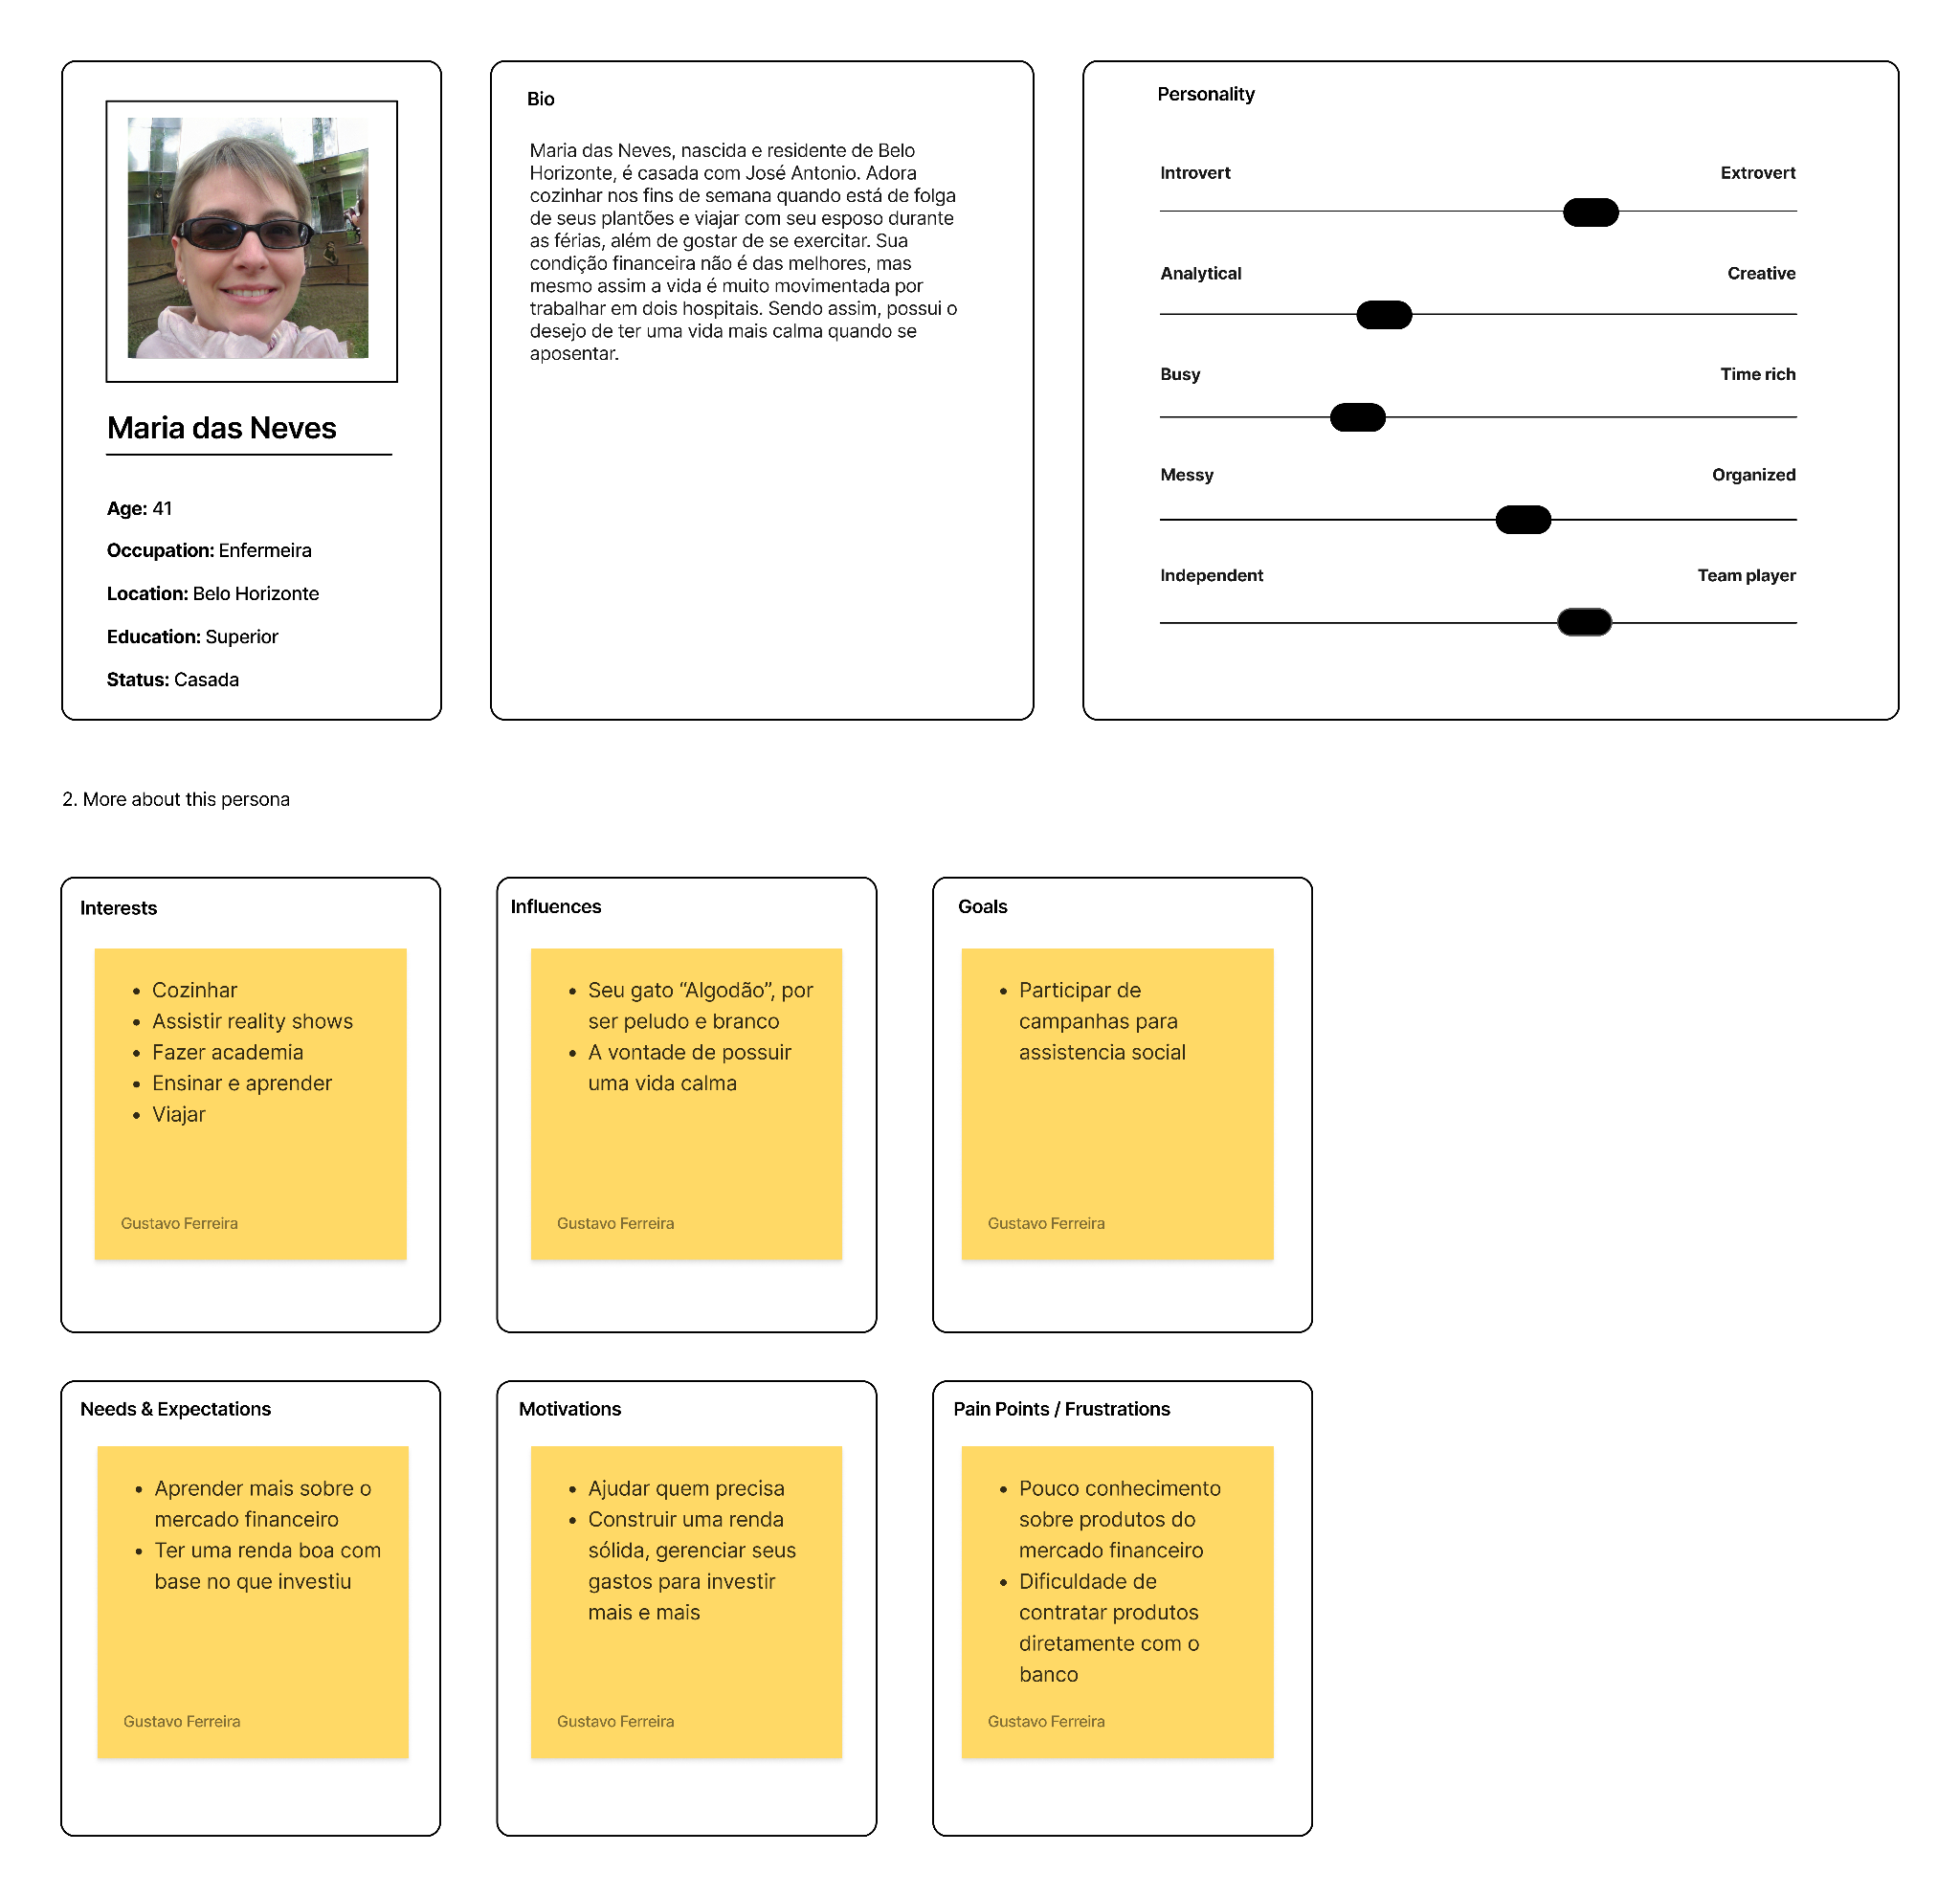 Maria das Neves
Age: 41
Occupation: Enfermeira
Location: Belo Horizonte
Education: Superior
Status: Casada
Bio
Maria das Neves, nascida e residente de Belo
Horizonte, é casada com José Antonio. Adora
cozinhar nos fins de semana quando está de folga
de seus plantões e viajar com seu esposo durante
as férias, além de gostar de se exercitar. Sua
condição financeira não é das melhores, mas
mesmo assim a vida é muito movimentada por
trabalhar em dois hospitais. Sendo assim, possui o
desejo de ter uma vida mais calma quando se
aposentar.
Personality
Introvert Extrovert
Analytical Creative
Busy Time rich
Messy Organized
Independent Team player
2. More about this persona
Interests
• Cozinhar
• Assistir reality shows
• Fazer academia
• Ensinar e aprender
• Viajar
Gustavo Ferreira
Influences
• Seu gato “Algodão”, por
ser peludo e branco
• A vontade de possuir
uma vida calma
Gustavo Ferreira
Goals
• Participar de
campanhas para
assistencia social
Gustavo Ferreira
Needs & Expectations
• Aprender mais sobre o
mercado financeiro
• Ter uma renda boa com
base no que investiu
Gustavo Ferreira
Motivations
• Ajudar quem precisa
• Construir uma renda
sólida, gerenciar seus
gastos para investir
mais e mais
Gustavo Ferreira
Pain Points / Frustrations
• Pouco conhecimento
sobre produtos do
mercado financeiro
• Dificuldade de
contratar produtos
diretamente com o
banco
Gustavo Ferreira